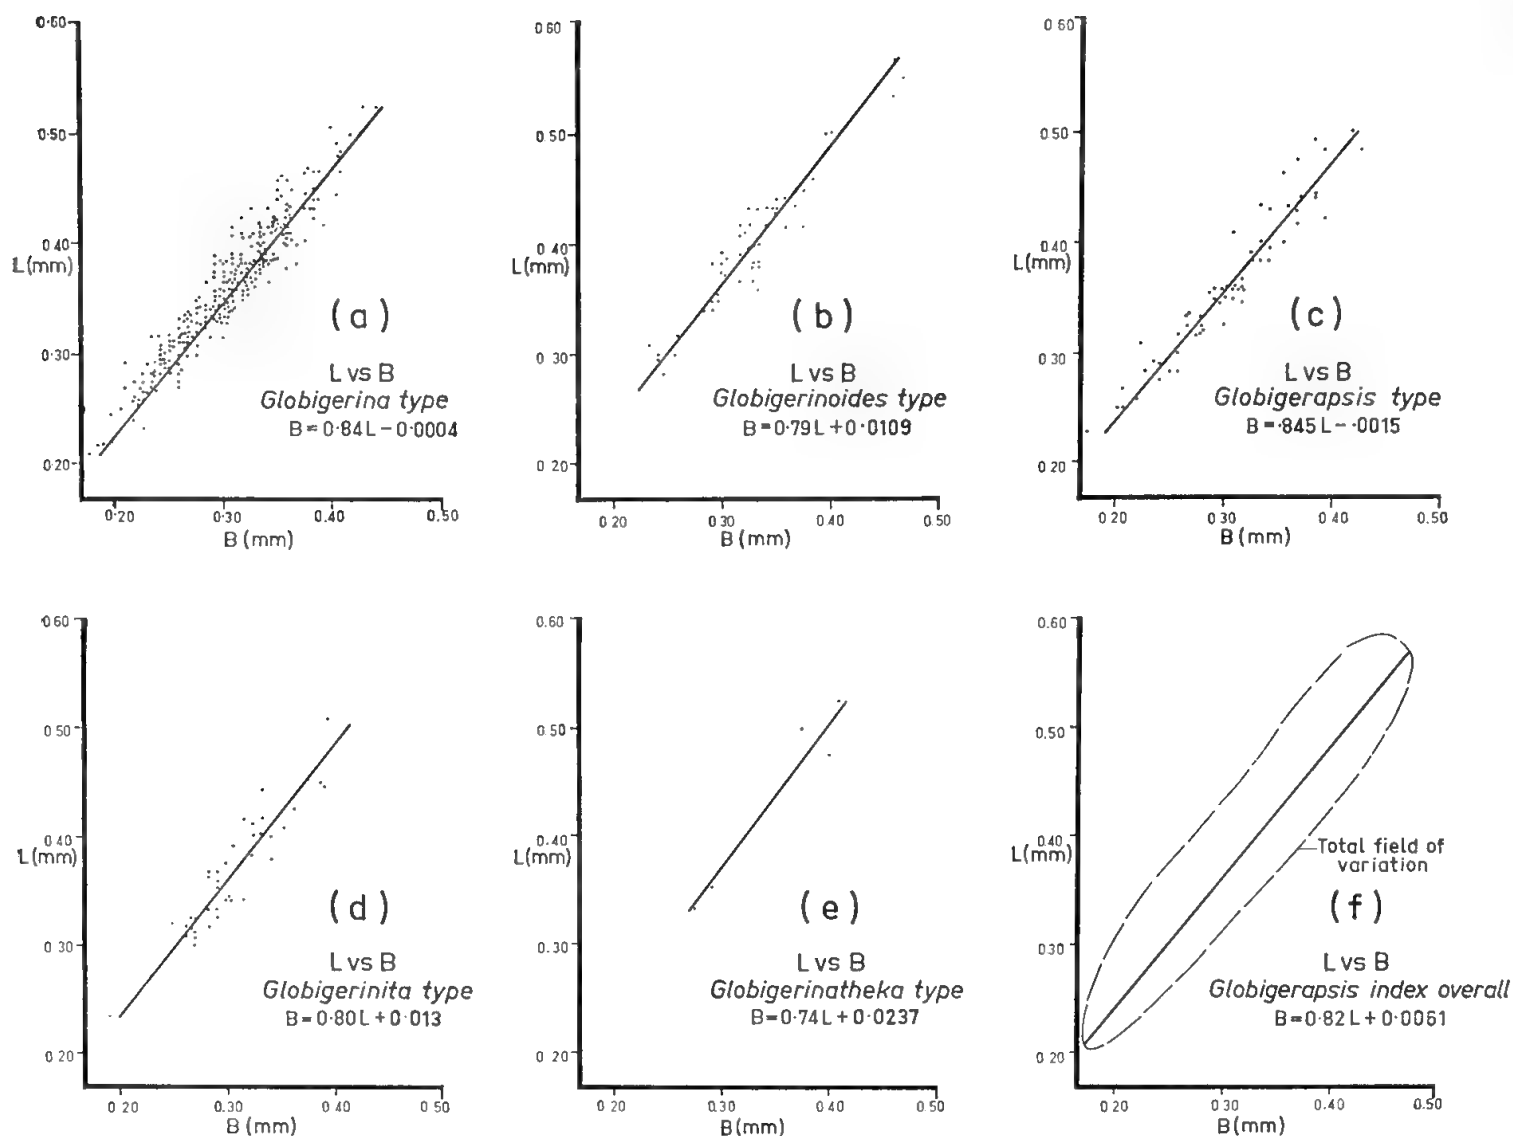 0·60
0·50
0·40
L(mm)
0·30
0·20
0·20 0·30 0·40 0·50
B (mm)
(a)
L vs B
Globigerina type
B=0·84L-0·0004
0 60
0 50
0 40
L(mm)
0 30
0 20
0 20 0 30 0 40 0 50
B (mm)
(b)
L vs B
Globigerinoides type
B=0·79L+0·0109
0 60
0 50
0 40
L(mm)
0 30
0 20
0 20 0 30 0 40 0 50
B (mm)
(c)
L vs B
Globigerapsis type
B=·845L-·0015
0 60
0 50
0 40
L(mm)
0 30
0 20
0 20 0·30 0 40 0 50
B (mm)
(d)
L vs B
Globigerinita type
B=0·80L+0·013
0.60
0 50
0 40
L(mm)
0 30
0 20
0 20 0 30 0 40 0 50
B (mm)
(e)
L vs B
Globigerinatheka type
B=0·74L+0·0237
0.60
0 50
0 40
L(mm)
0 30
0 20
0 20 0 30 0 40 0 50
B (mm)
Total field of
variation
(f)
L vs B
Globigerapsis index overall
B=0·82L+0·0061